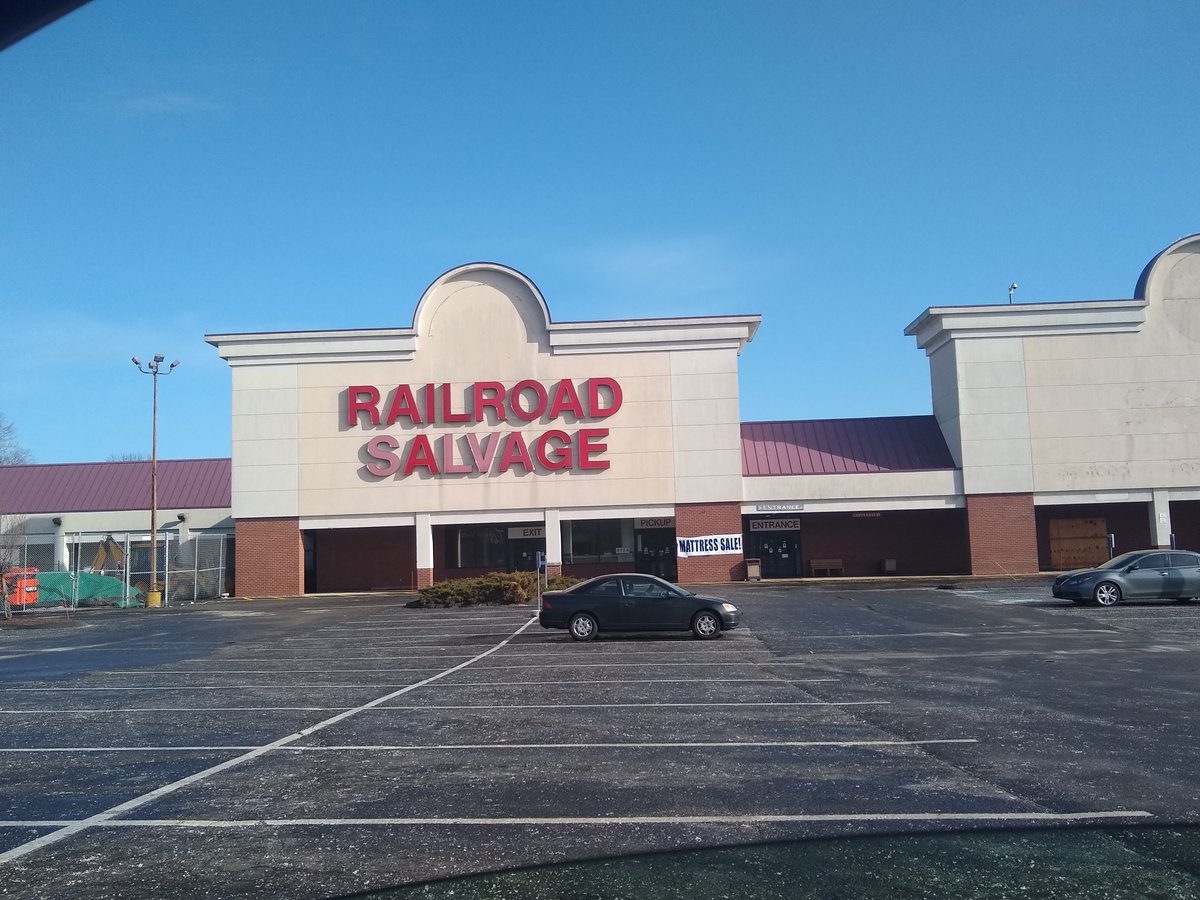 RAILROAD
SALVAGE
EXIT
PICKUP
ENTRANCE
ENTRANCE
MATTRESS SALE!